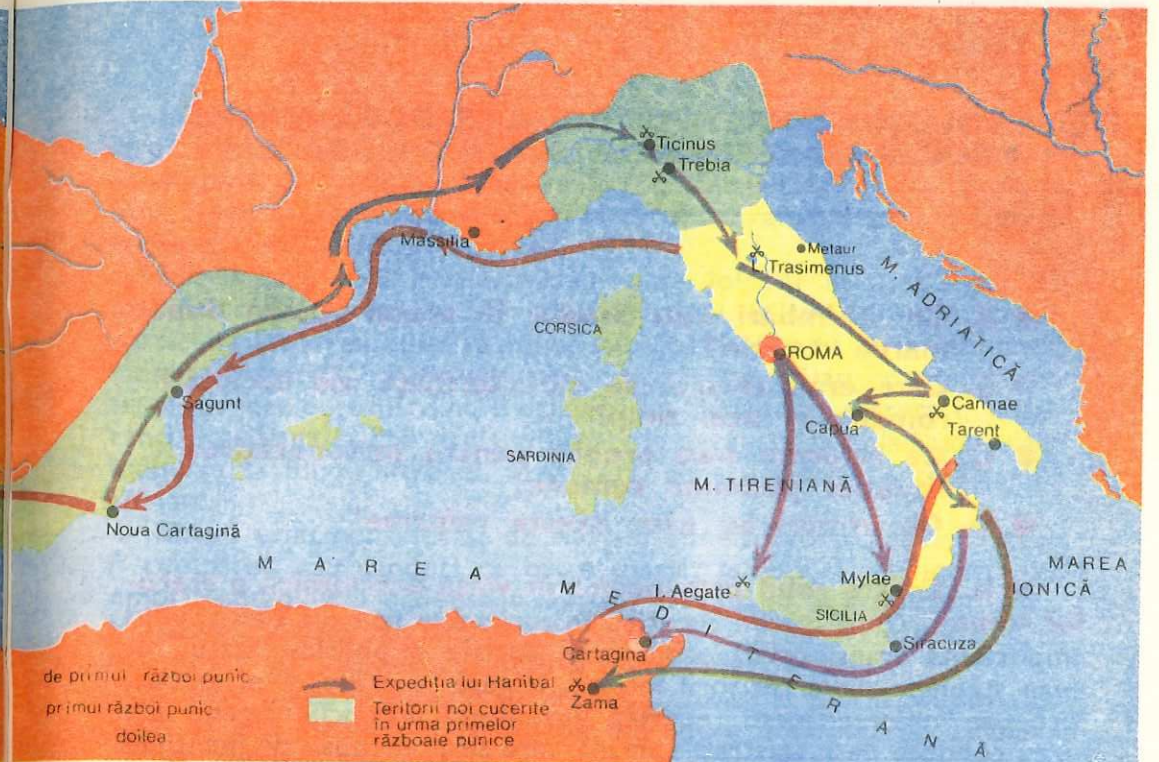 Ticinus
Trebia
Massilia
Metaur
L. Trasimenus
M. ADRIATICĂ
CORSICA
ROMA
Sagunt
Cannae
Capua
Tarent
SARDINIA
M. TIRENIANĂ
Noua Cartagină
MAREA MEDITERANĂ
MAREA
IONICĂ
I. Aegate
Mylae
SICILIA
Siracuza
Cartagina
Zama
de primul război punic
primul război punic
doilea
Expediția lui Hanibal
Teritorii noi cucerite
în urma primelor
războaie punice